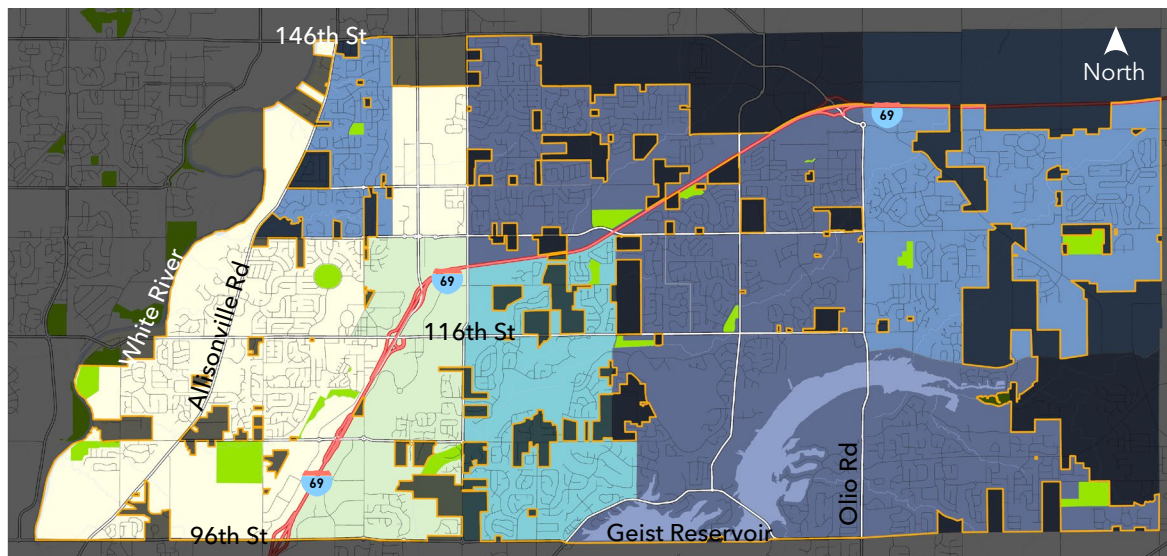 146th St
North
69
White River
Allisonville Rd
69
116th St
69
96th St
Geist Reservoir
Olio Rd